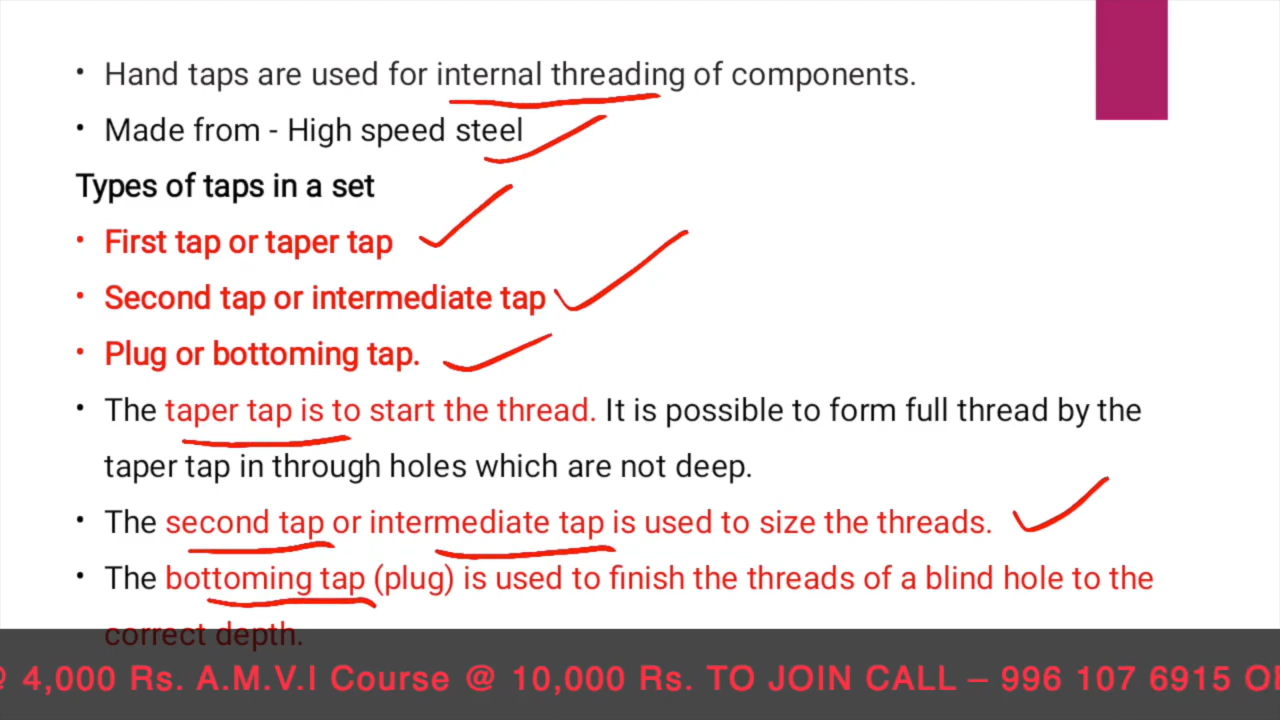 • Hand taps are used for internal threading of components.
• Made from - High speed steel
Types of taps in a set
• First tap or taper tap
• Second tap or intermediate tap
• Plug or bottoming tap.
• The taper tap is to start the thread. It is possible to form full thread by the
taper tap in through holes which are not deep.
• The second tap or intermediate tap is used to size the threads.
• The bottoming tap (plug) is used to finish the threads of a blind hole to the
correct depth.
@ 4,000 Rs. A.M.V.I Course @ 10,000 Rs. TO JOIN CALL – 996 107 6915